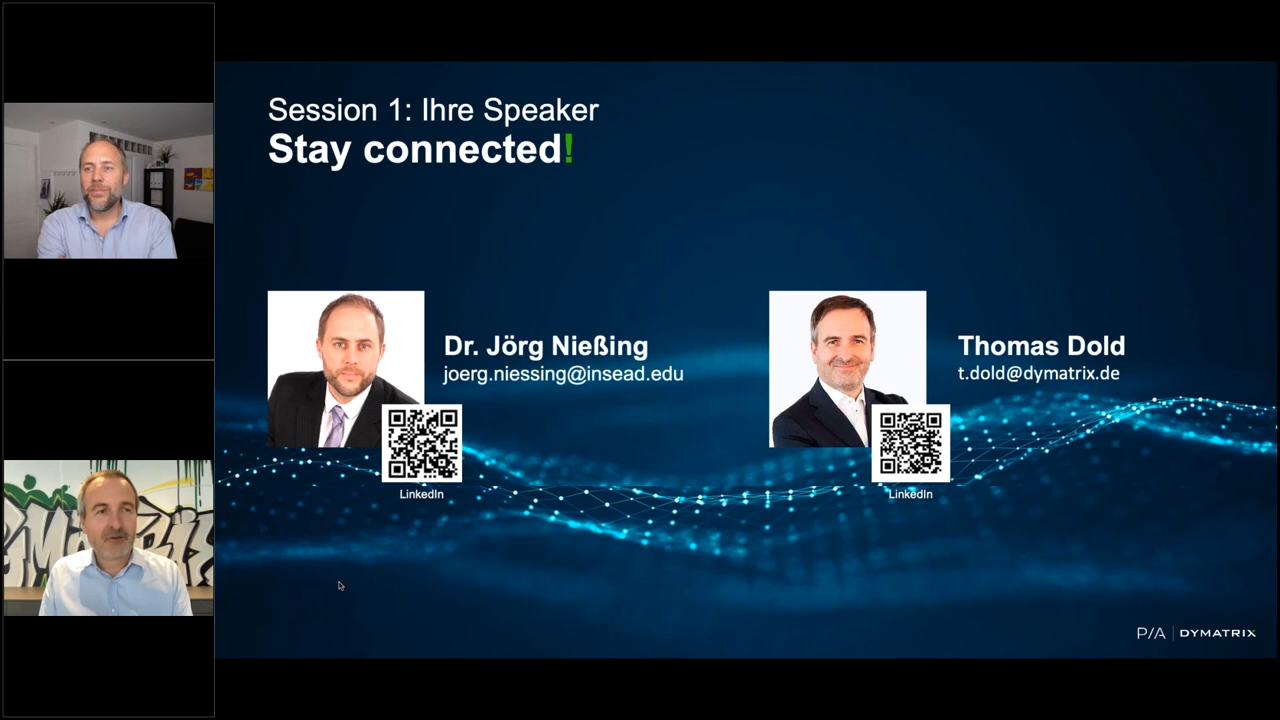 Session 1: Ihre Speaker
Stay connected!
Dr. Jörg Nießing
joerg.niessing@insead.edu
LinkedIn
Thomas Dold
t.dold@dymatrix.de
LinkedIn
P/A | DYMATRIX